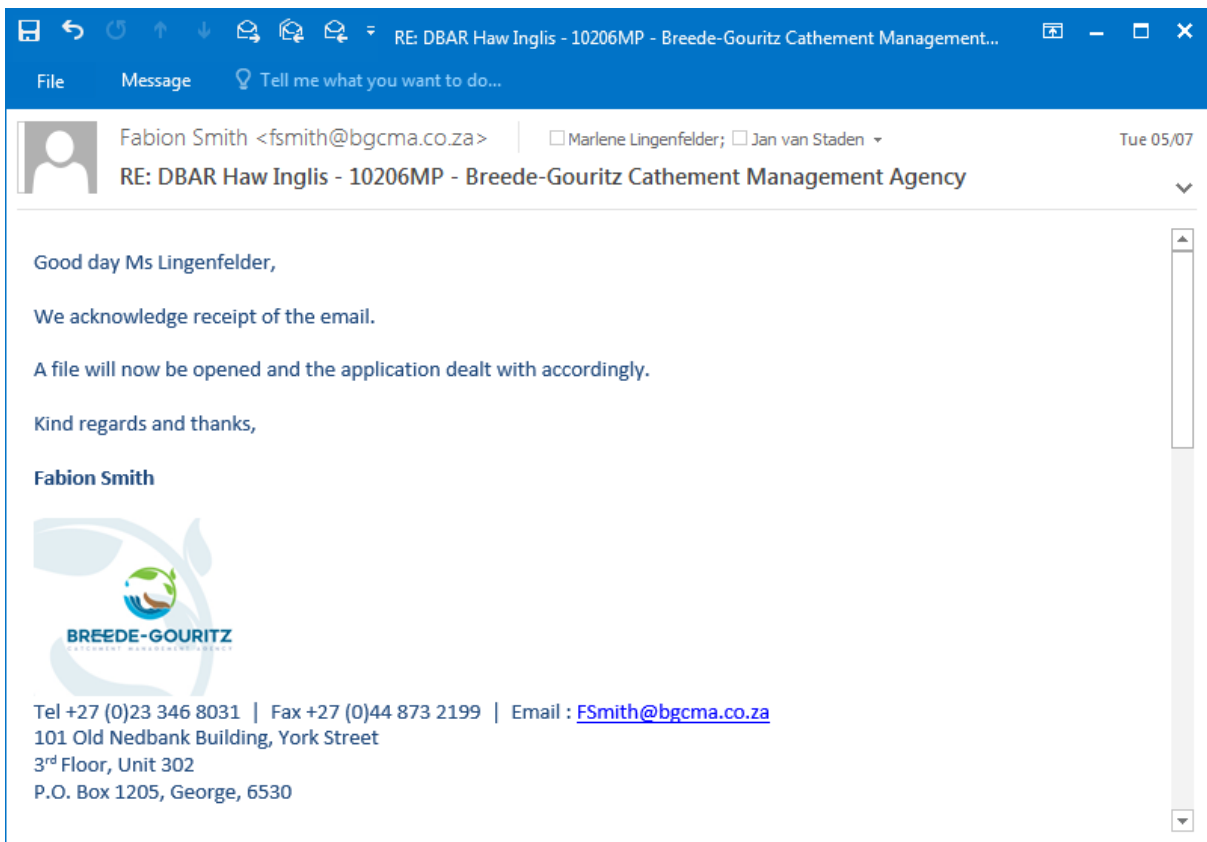 RE: DBAR Haw Inglis - 10206MP - Breede-Gouritz Cathement Management...
File Message Tell me what you want to do...
Fabion Smith <fsmith@bgcma.co.za> Marlene Lingenfelder; Jan van Staden Tue 05/07
RE: DBAR Haw Inglis - 10206MP - Breede-Gouritz Cathement Management Agency
Good day Ms Lingenfelder,
We acknowledge receipt of the email.
A file will now be opened and the application dealt with accordingly.
Kind regards and thanks,
Fabion Smith
BREEDE-GOURITZ
CATCHMENT MANAGEMENT AGENCY
Tel +27 (0)23 346 8031 | Fax +27 (0)44 873 2199 | Email : FSmith@bgcma.co.za
101 Old Nedbank Building, York Street
3rd Floor, Unit 302
P.O. Box 1205, George, 6530